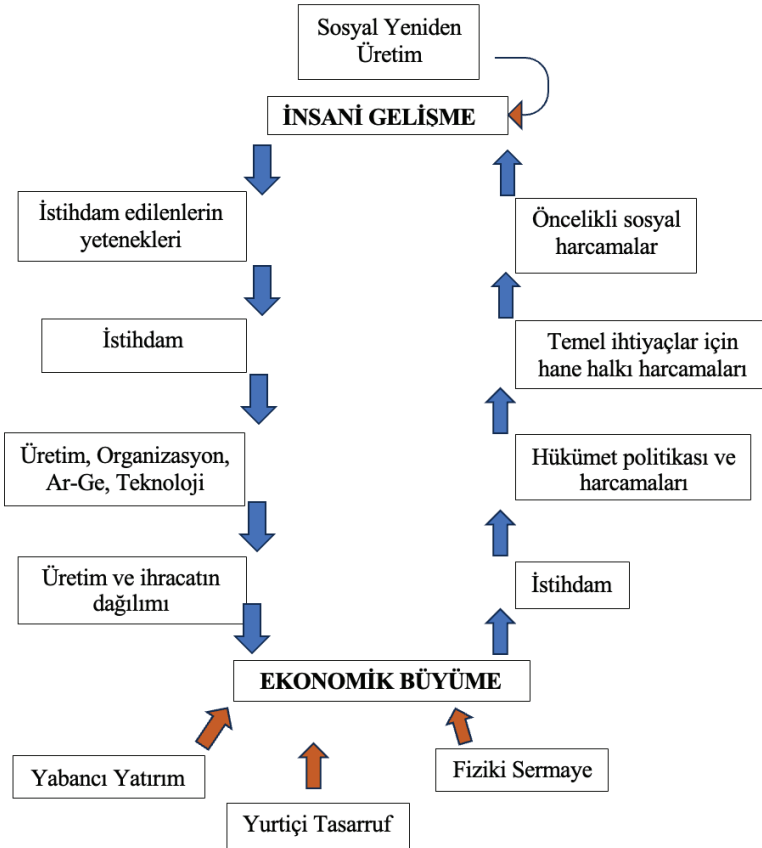 Sosyal Yeniden
Üretim
İNSANİ GELİŞME
İstihdam edilenlerin
yetenekleri
İstihdam
Üretim, Organizasyon,
Ar-Ge, Teknoloji
Üretim ve ihracatın
dağılımı
Öncelikli sosyal
harcamalar
Temel ihtiyaçlar için
hane halkı harcamaları
Hükümet politikası ve
harcamaları
İstihdam
EKONOMİK BÜYÜME
Yabancı Yatırım
Yurtiçi Tasarruf
Fiziki Sermaye